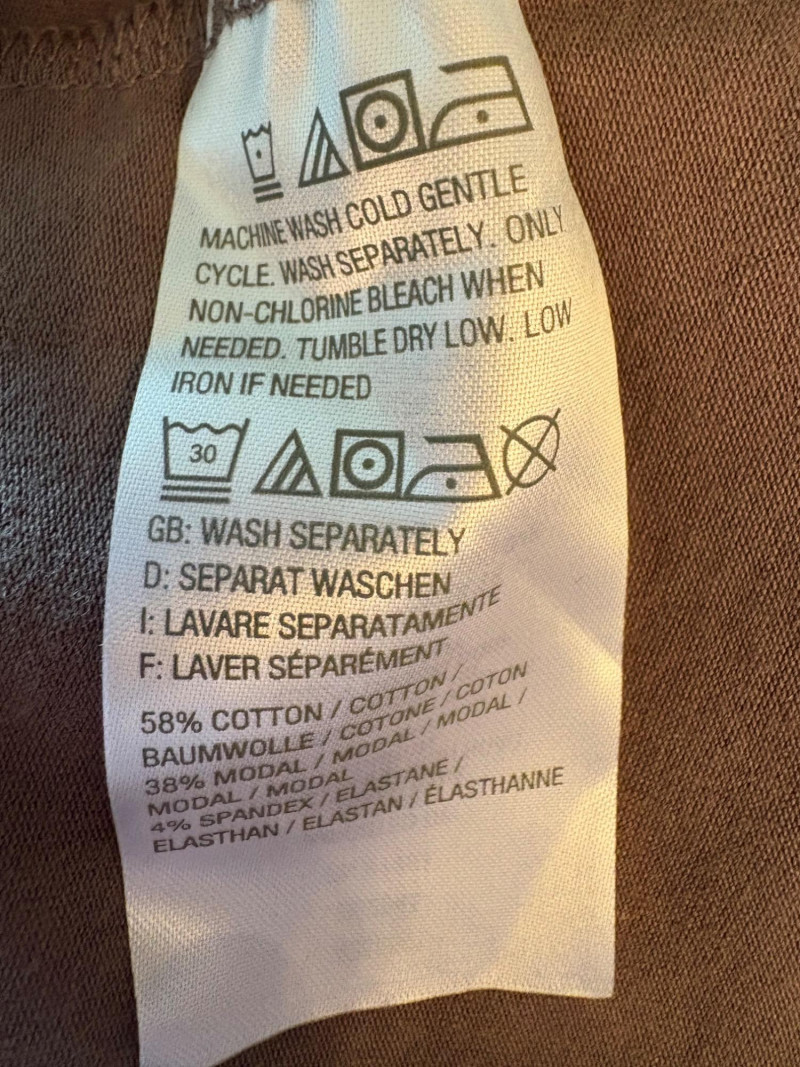 MACHINE WASH COLD GENTLE
CYCLE. WASH SEPARATELY. ONLY
NON-CHLORINE BLEACH WHEN
NEEDED. TUMBLE DRY LOW. LOW
IRON IF NEEDED
30
GB: WASH SEPARATELY
D: SEPARAT WASCHEN
I: LAVARE SEPARATAMENTE
F: LAVER SÉPARÉMENT
58% COTTON / COTTON /
BAUMWOLLE / COTONE / COTON
38% MODAL / MODAL / MODAL /
MODAL / MODAL
4% SPANDEX / ELASTANE /
ELASTHAN / ELASTAN / ÉLASTHANNE